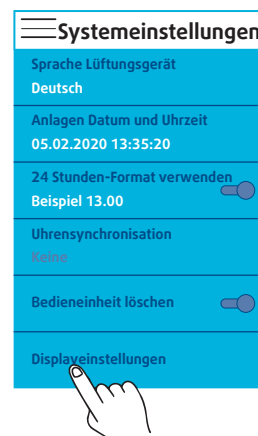 Systemeinstellungen
Sprache Lüftungsgerät
Deutsch
Anlagen Datum und Uhrzeit
05.02.2020 13:35:20
24 Stunden-Format verwenden
Beispiel 13.00
Uhrensynchronisation
Keine
Bedieneinheit löschen
Displayeinstellungen